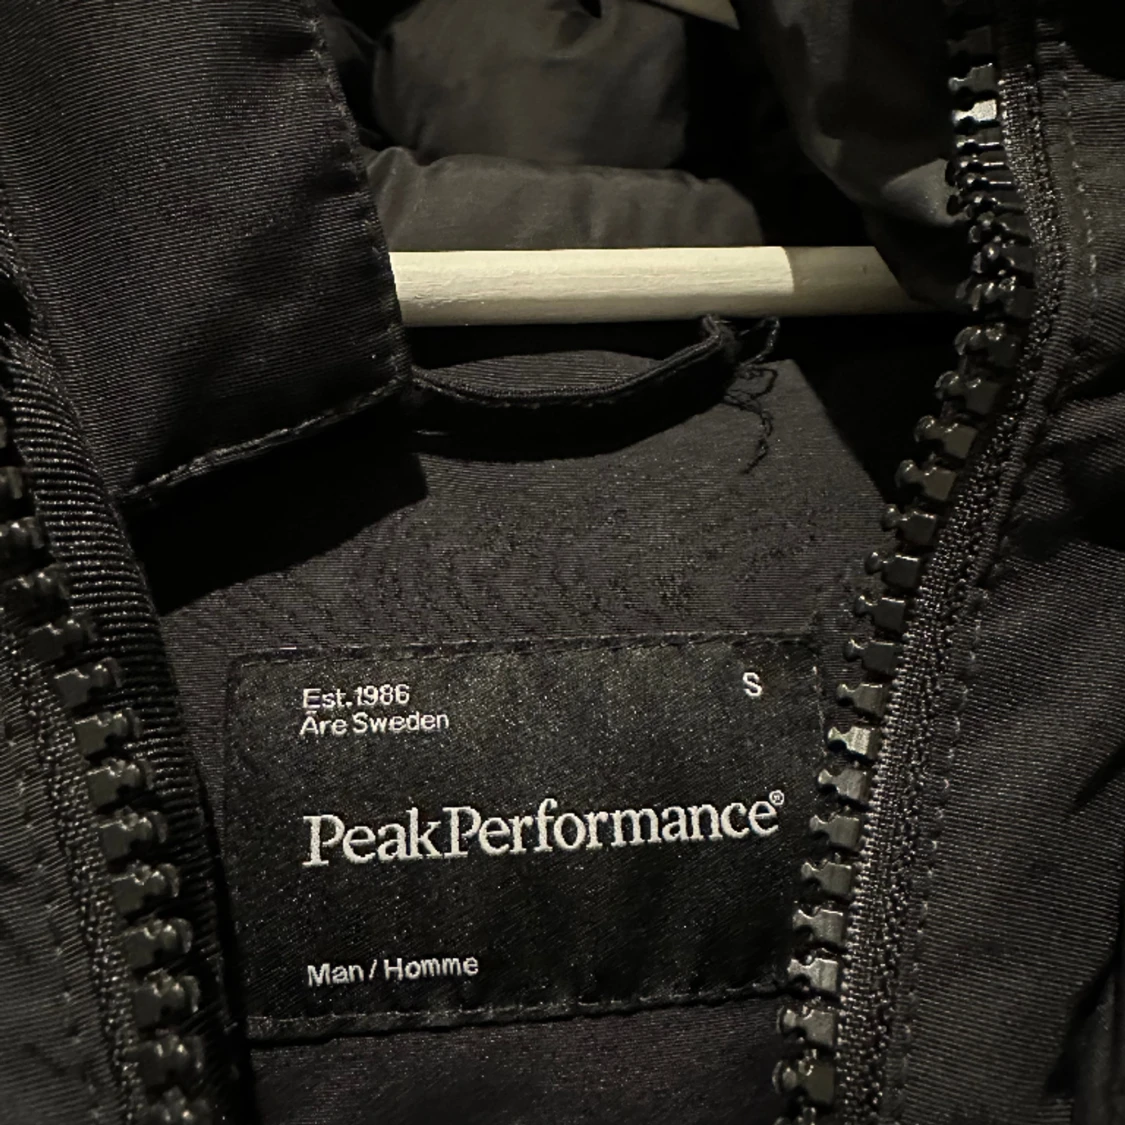 Est.1986
S
Åre Sweden
PeakPerformance®
Man / Homme